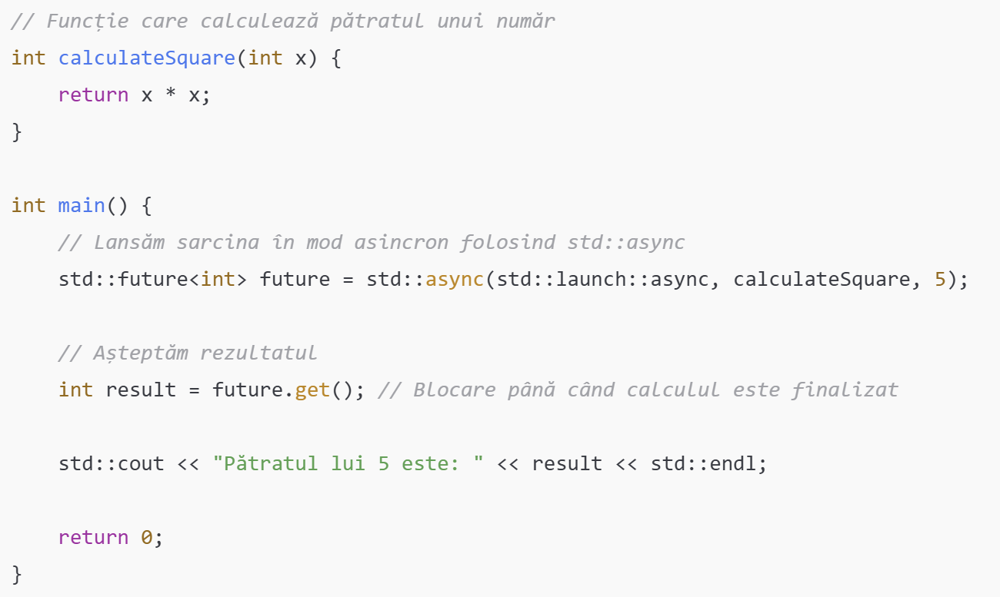 // Funcție care calculează pătratul unui număr
int calculateSquare(int x) {
    return x * x;
}
int main() {
    // Lansăm sarcina în mod asincron folosind std::async
    std::future<int> future = std::async(std::launch::async, calculateSquare, 5);
    // Așteptăm rezultatul
    int result = future.get(); // Blocare până când calculul este finalizat
    std::cout << "Pătratul lui 5 este: " << result << std::endl;
    return 0;
}